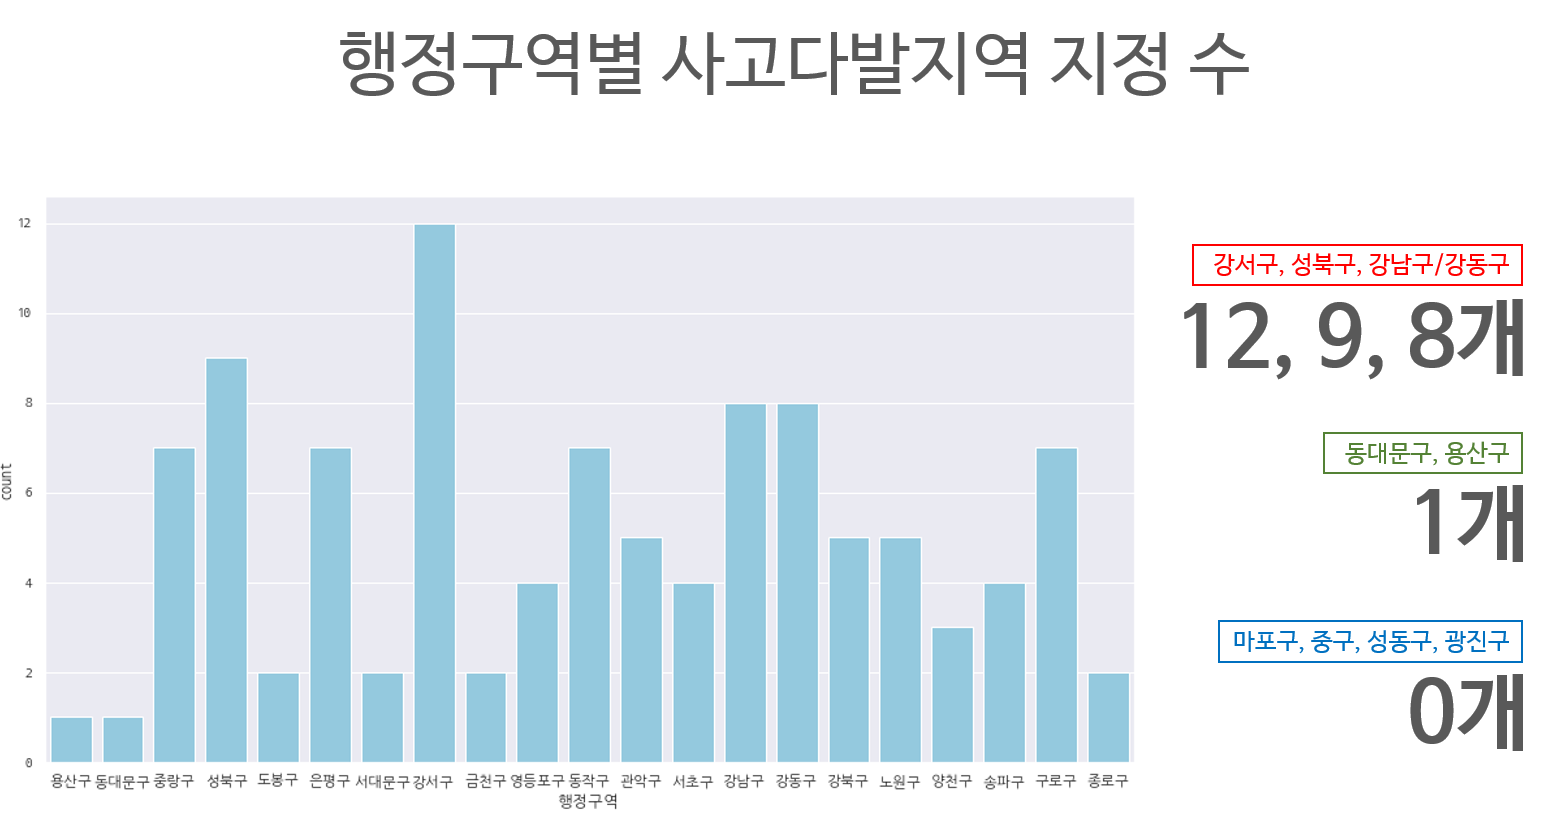 행정구역별 사고다발지역 지정 수
12
10
8
6
4
2
0
count
용산구 동대문구 중랑구 성북구 도봉구 은평구 서대문구 강서구 금천구 영등포구 동작구 관악구 서초구 강남구 강동구 강북구 노원구 양천구 송파구 구로구 종로구
행정구역
강서구, 성북구, 강남구/강동구
12, 9, 8개
동대문구, 용산구
1개
마포구, 중구, 성동구, 광진구
0개